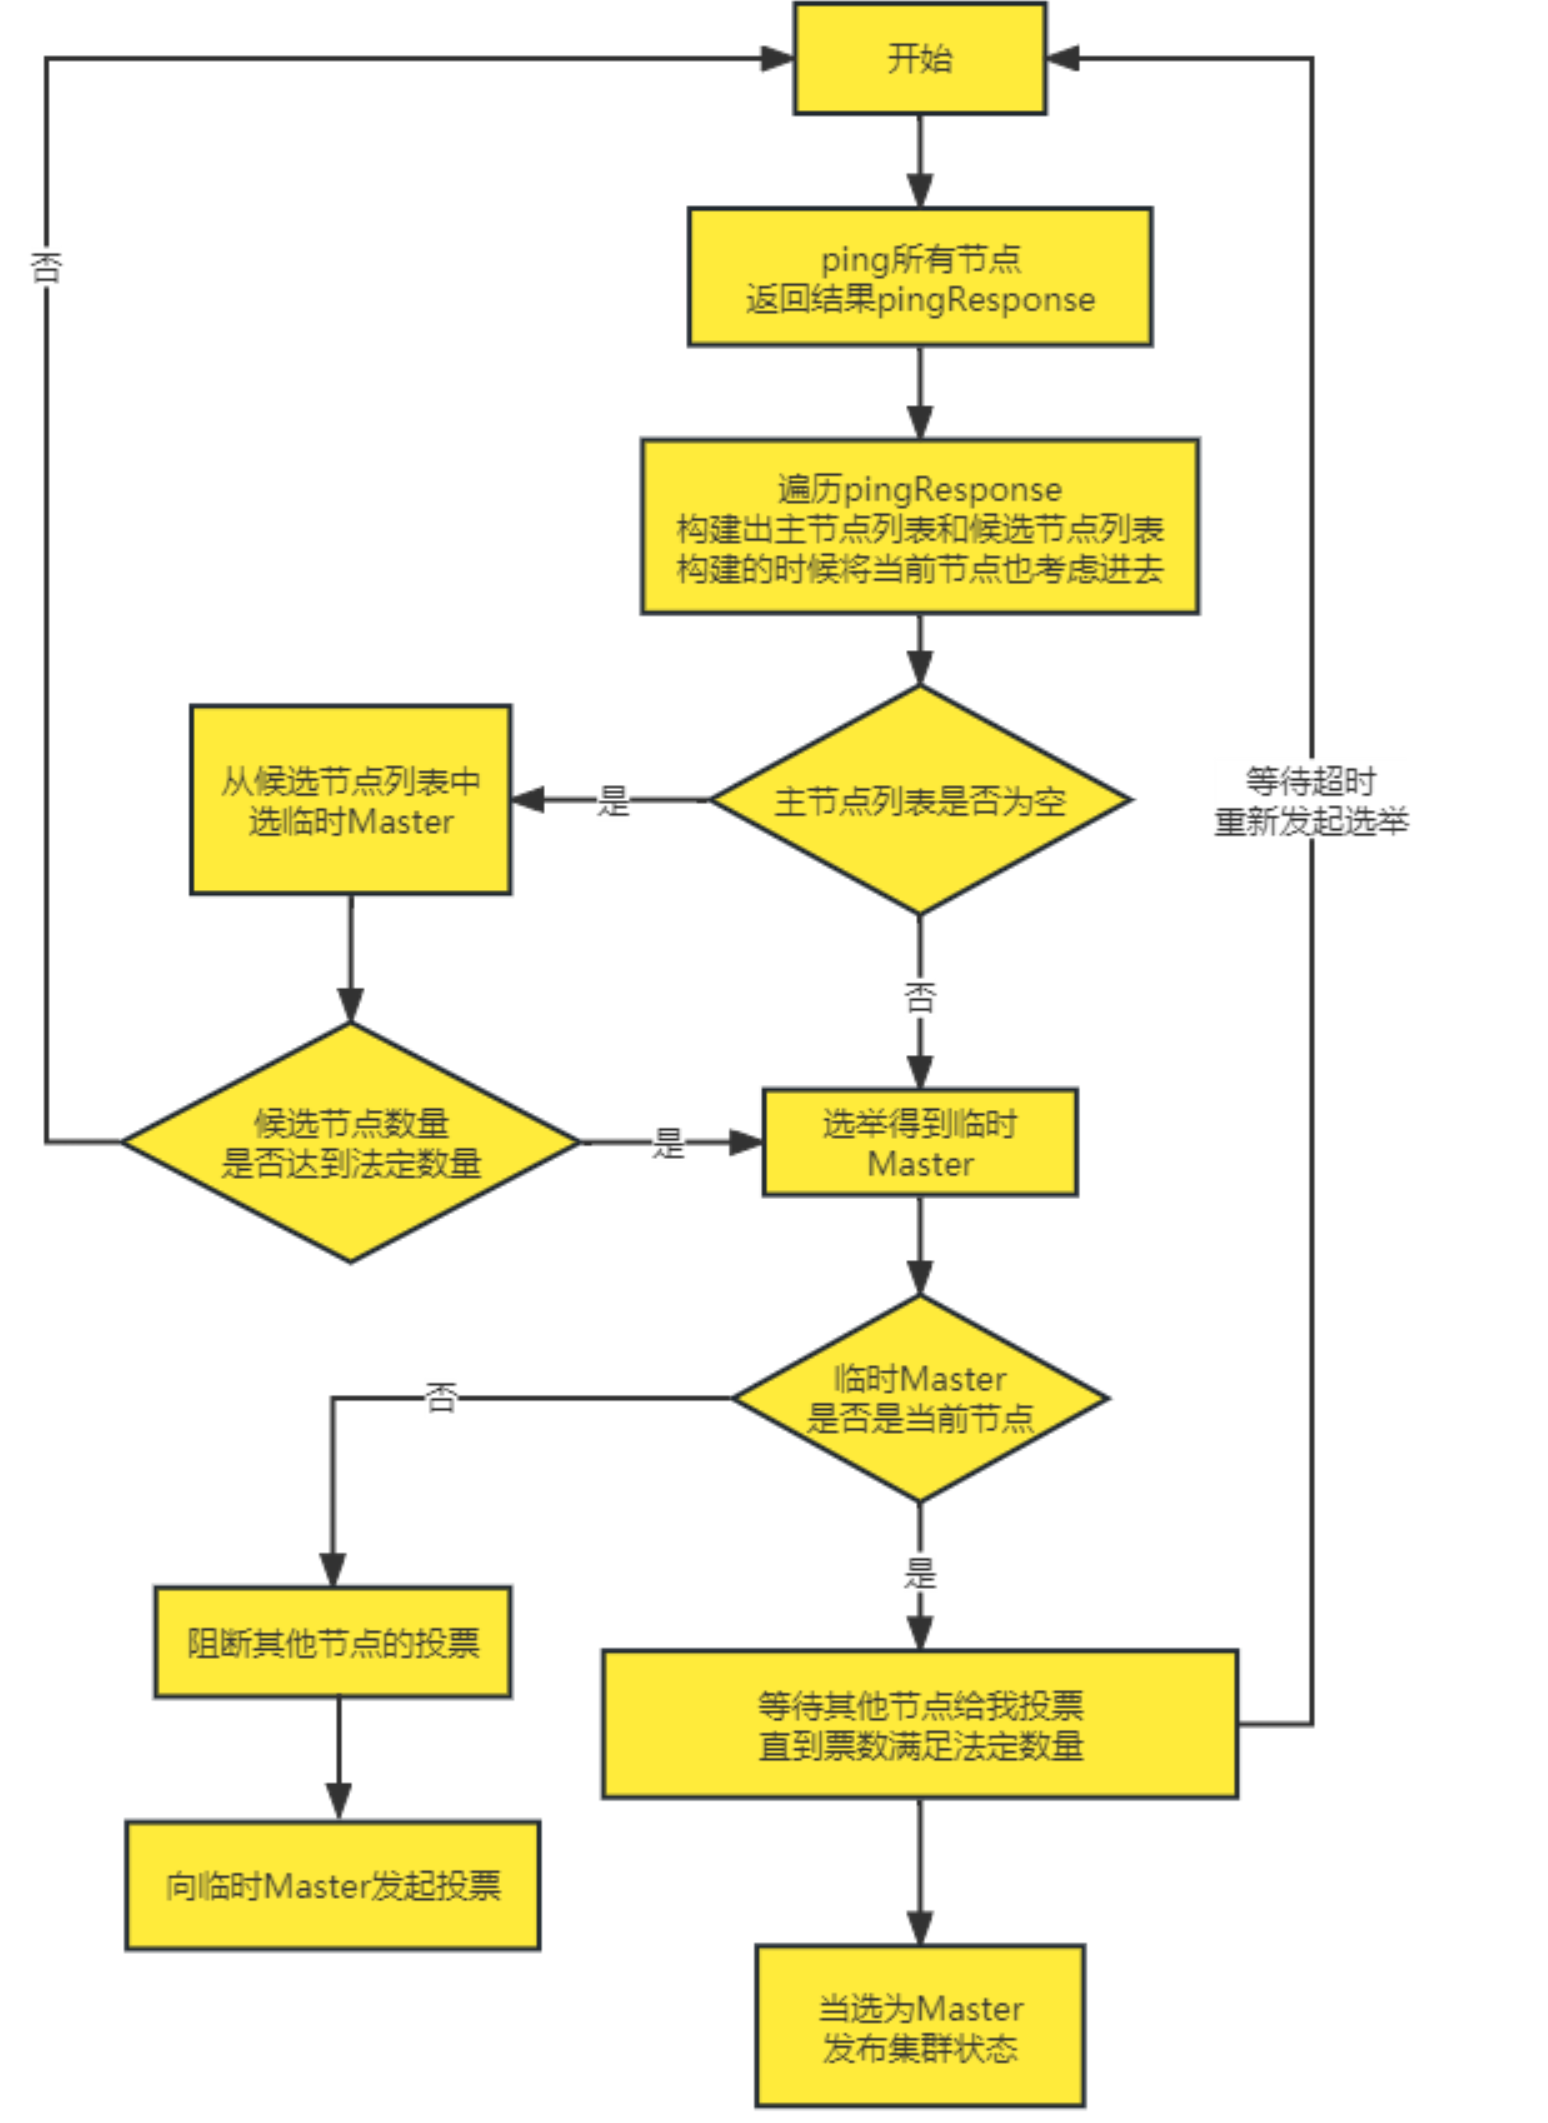 开始
否
ping所有节点
返回结果pingResponse
遍历pingResponse
构建出主节点列表和候选节点列表
构建的时候将当前节点也考虑进去
从候选节点列表中
选临时Master
是
主节点列表是否为空
等待超时
重新发起选举
否
候选节点数量
是否达到法定数量
是
选举得到临时
Master
临时Master
是否是当前节点
否
是
阻断其他节点的投票
等待其他节点给我投票
直到票数满足法定数量
向临时Master发起投票
当选为Master
发布集群状态